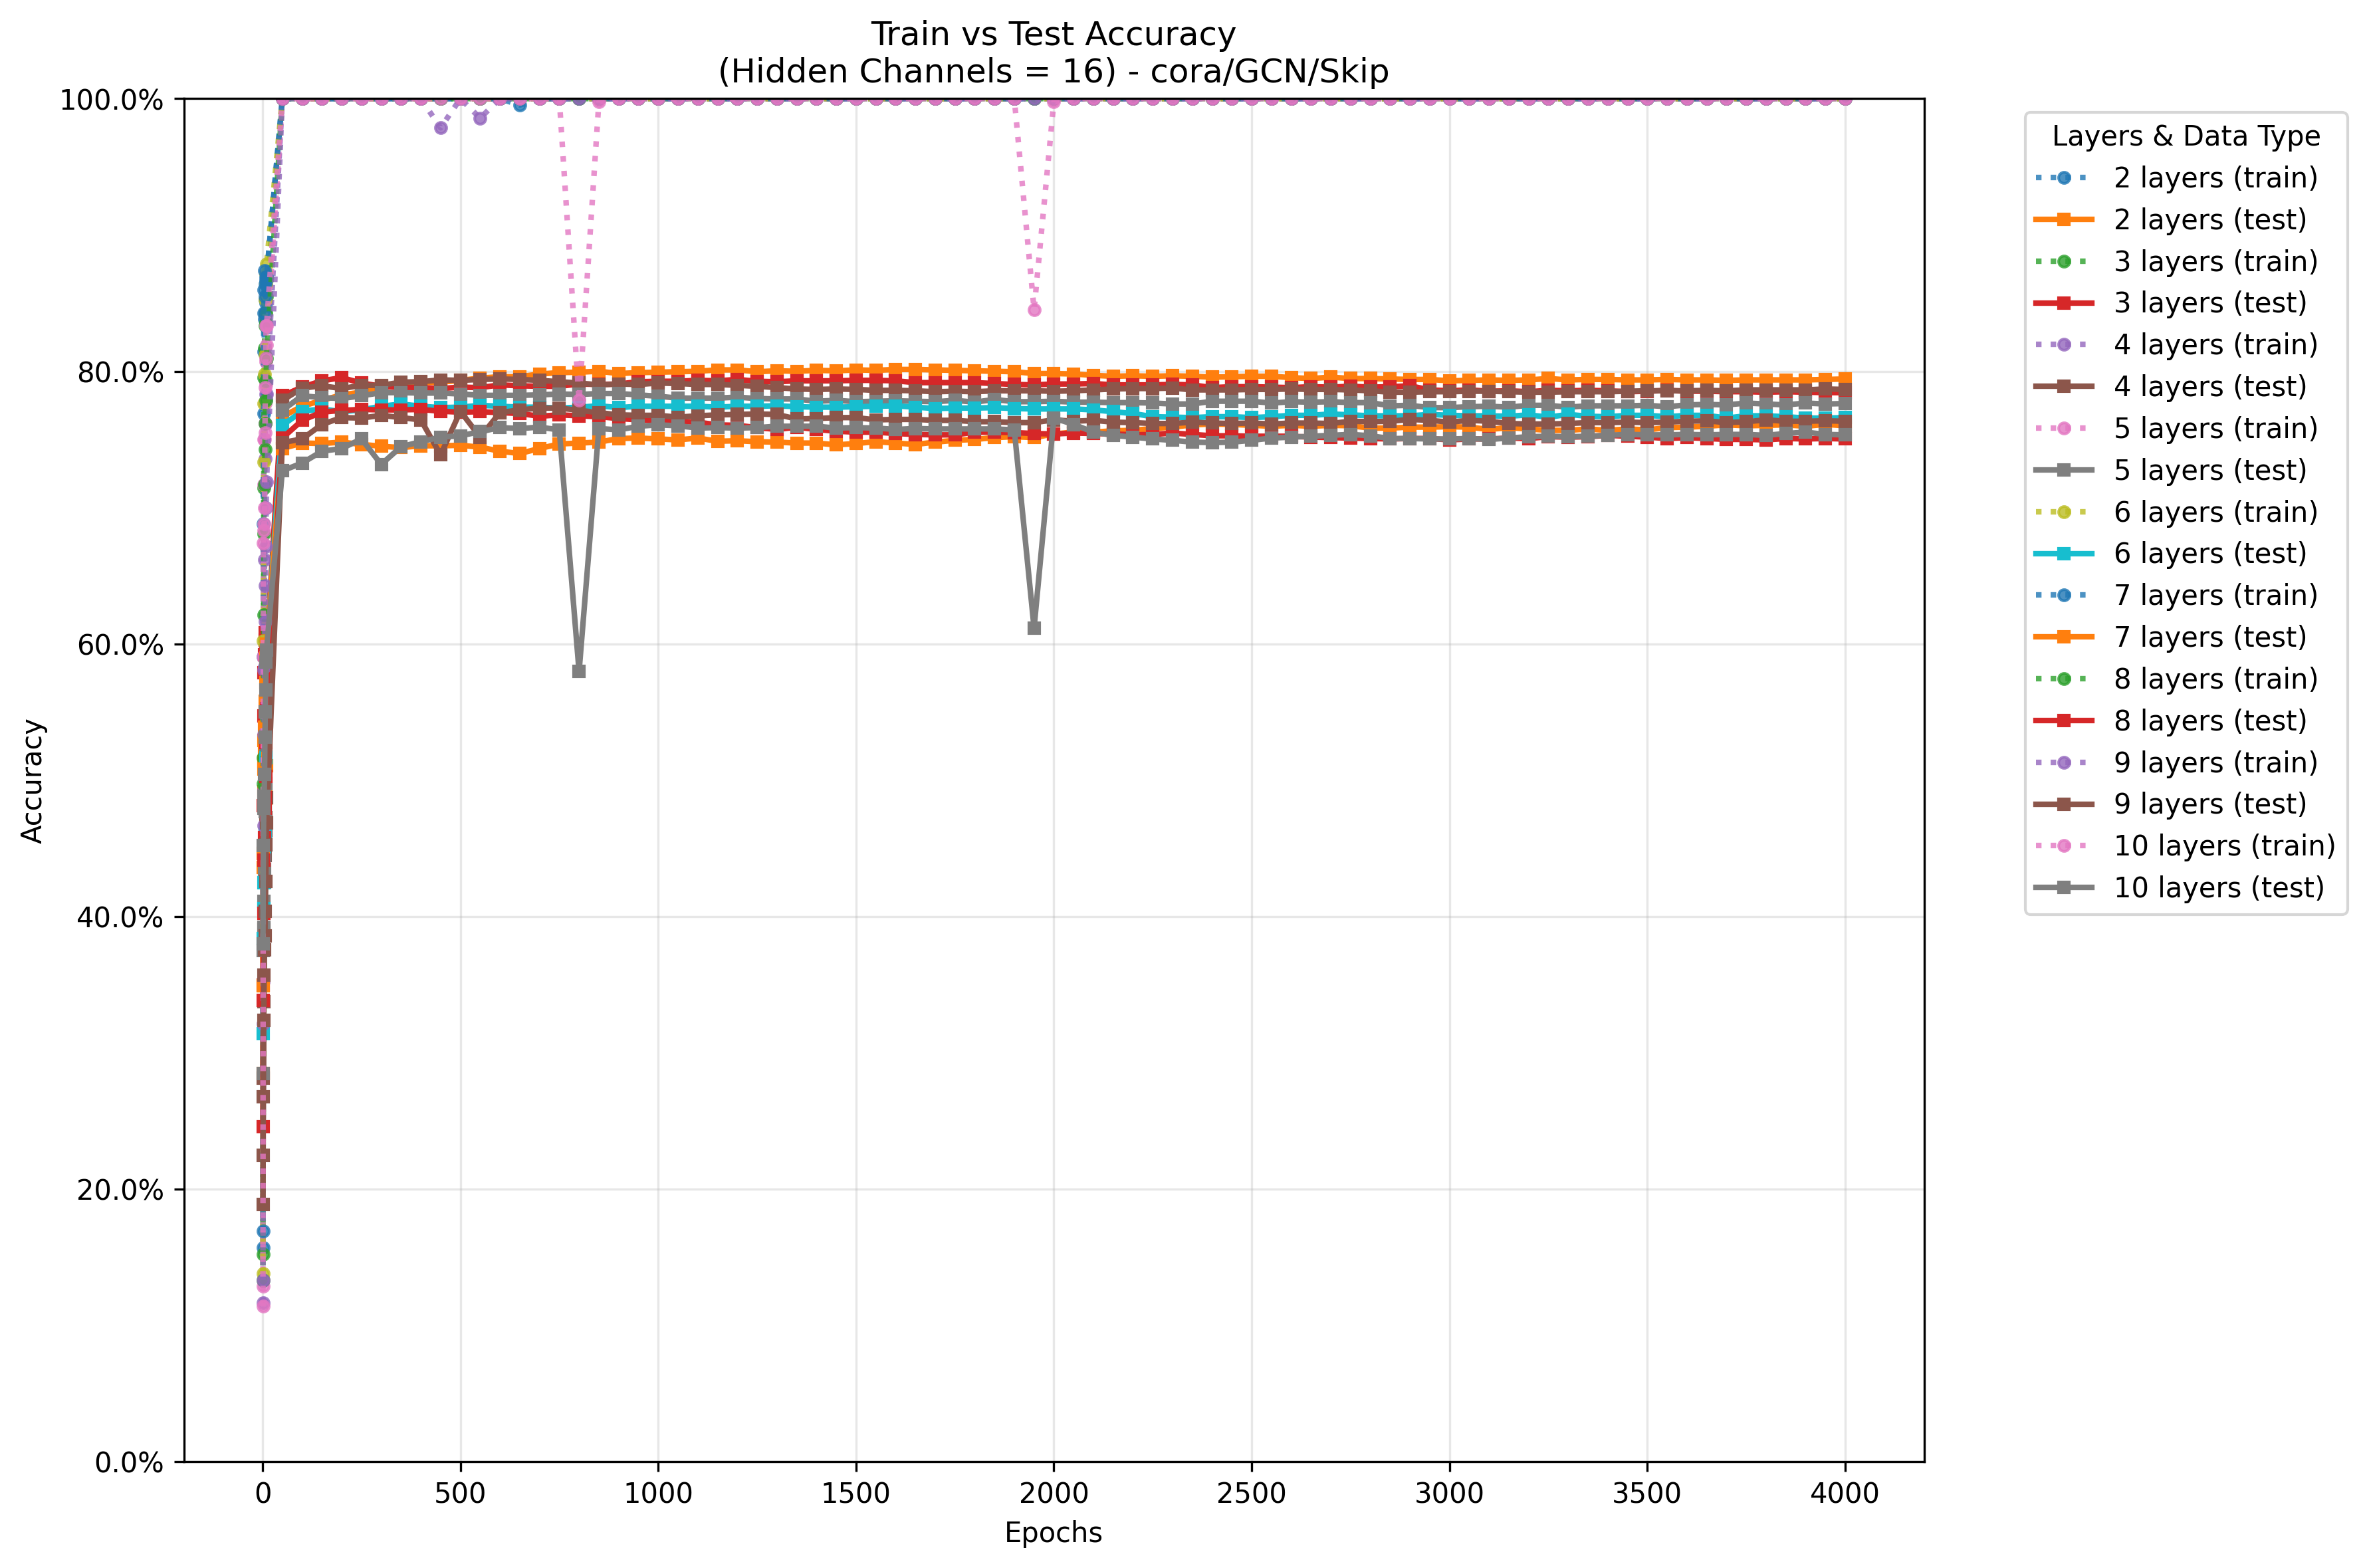 Train vs Test Accuracy
(Hidden Channels = 16) - cora/GCN/Skip
100.0%
80.0%
60.0%
40.0%
20.0%
0.0%
Accuracy
0 500 1000 1500 2000 2500 3000 3500 4000
Epochs
Layers & Data Type
2 layers (train)
2 layers (test)
3 layers (train)
3 layers (test)
4 layers (train)
4 layers (test)
5 layers (train)
5 layers (test)
6 layers (train)
6 layers (test)
7 layers (train)
7 layers (test)
8 layers (train)
8 layers (test)
9 layers (train)
9 layers (test)
10 layers (train)
10 layers (test)